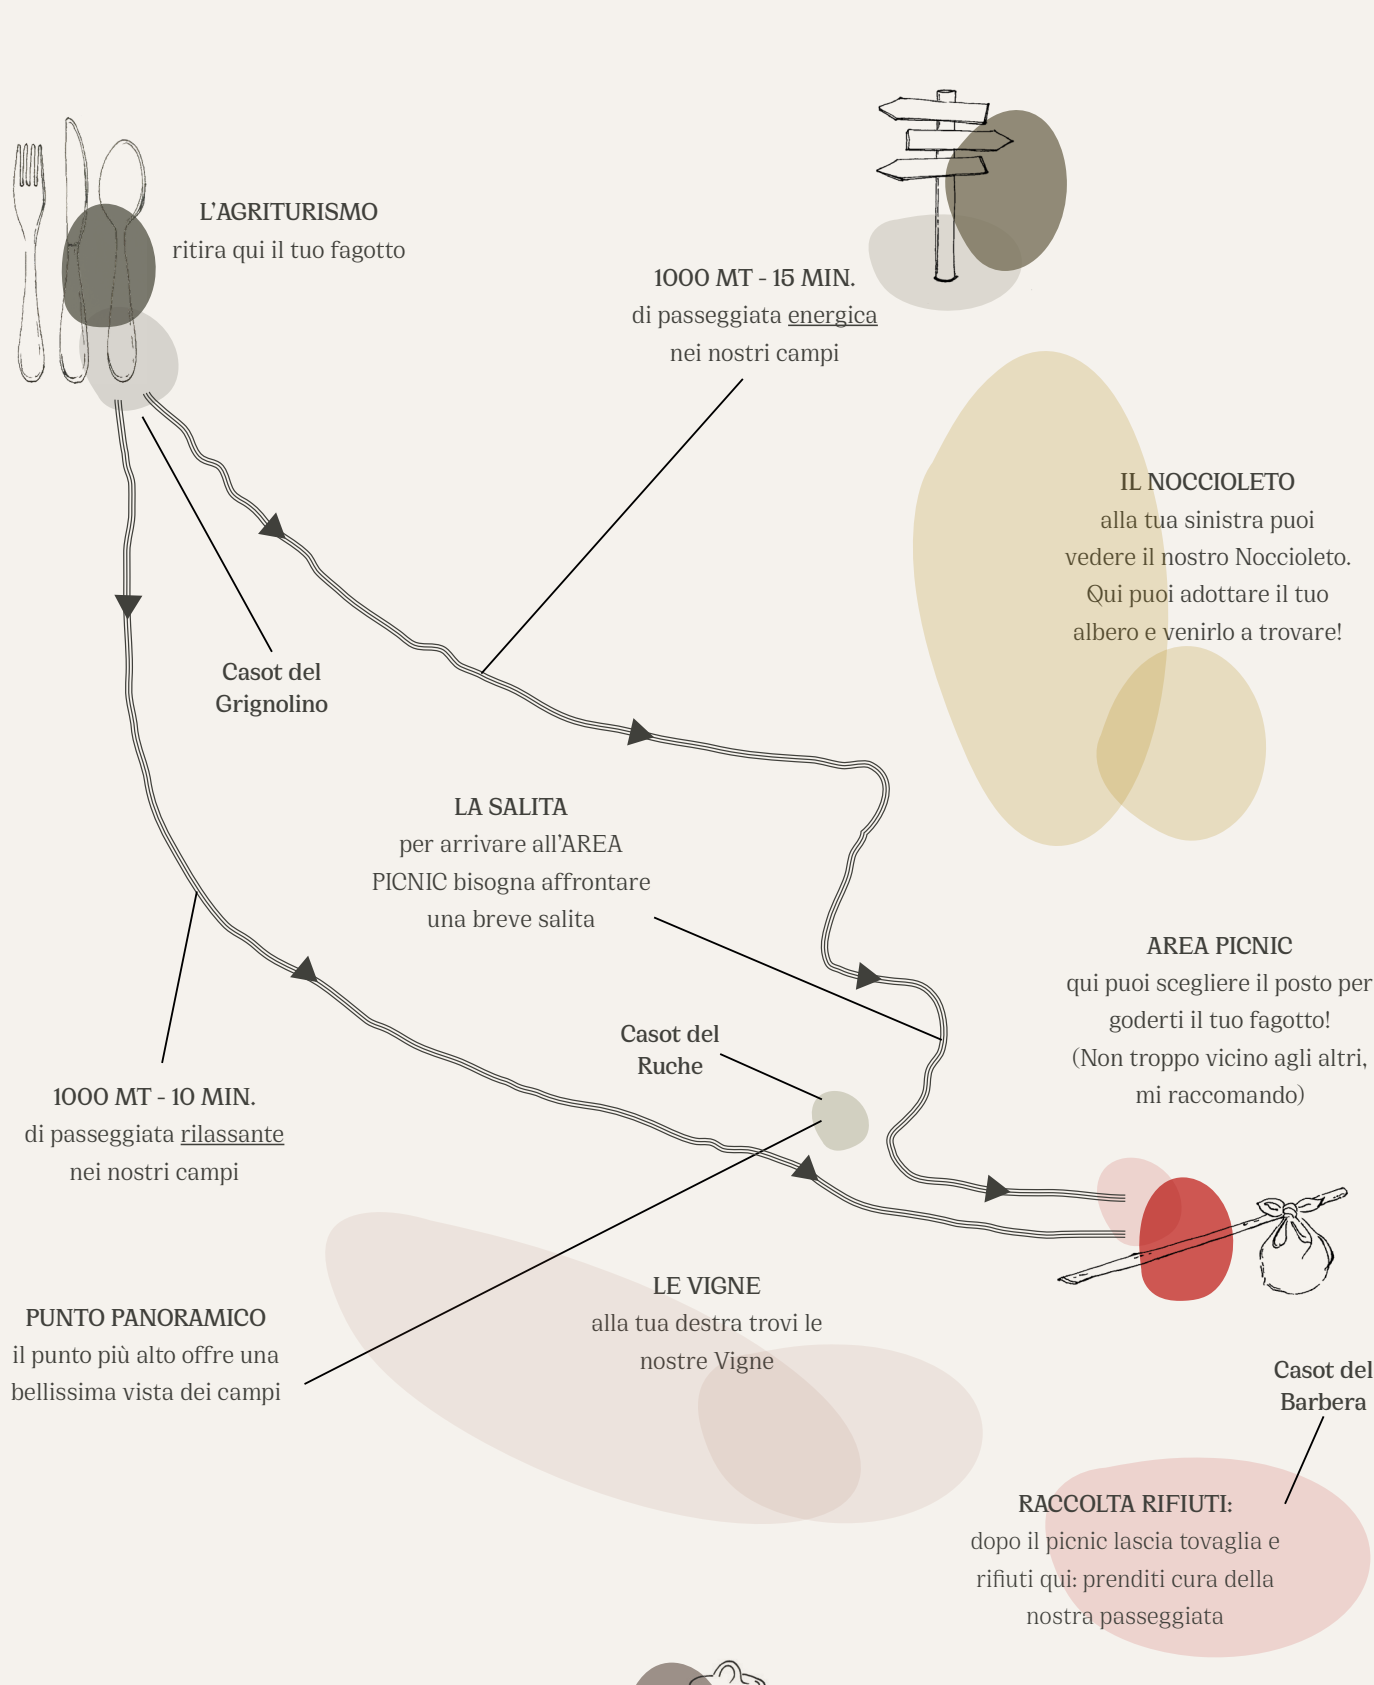 L'AGRITURISMO
ritira qui il tuo fagotto
1000 MT - 15 MIN.
di passeggiata energica
nei nostri campi
IL NOCCIOLETO
alla tua sinistra puoi
vedere il nostro Noccioleto.
Qui puoi adottare il tuo
albero e venirlo a trovare!
Casot del
Grignolino
LA SALITA
per arrivare all'AREA
PICNIC bisogna affrontare
una breve salita
AREA PICNIC
qui puoi scegliere il posto per
goderti il tuo fagotto!
(Non troppo vicino agli altri,
mi raccomando)
Casot del
Ruche
1000 MT - 10 MIN.
di passeggiata rilassante
nei nostri campi
LE VIGNE
alla tua destra trovi le
nostre Vigne
PUNTO PANORAMICO
il punto più alto offre una
bellissima vista dei campi
Casot del
Barbera
RACCOLTA RIFIUTI:
dopo il picnic lascia tovaglia e
rifiuti qui: prenditi cura della
nostra passeggiata